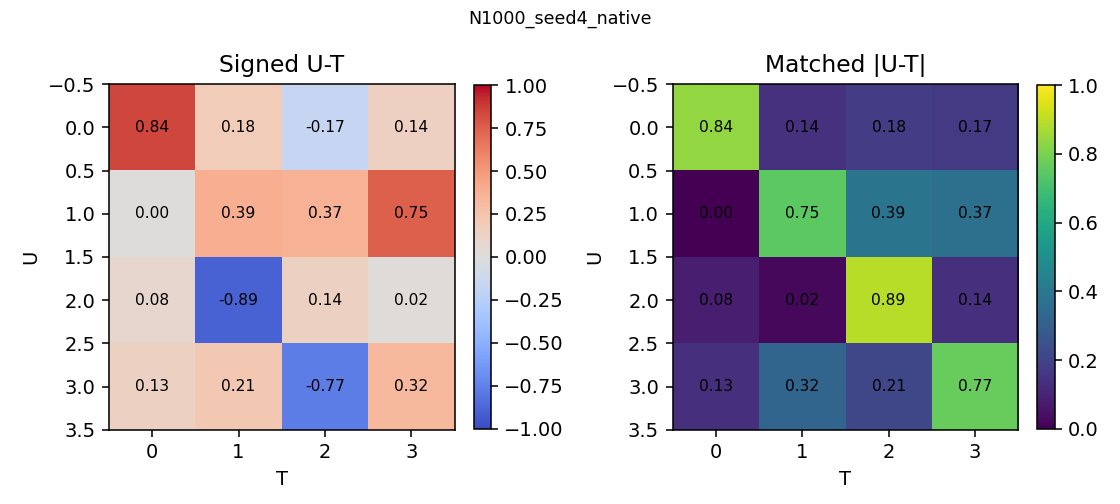 N1000_seed4_native
Signed U-T
−0.5
0.0
0.5
1.0
1.5
2.0
2.5
3.0
3.5
U
0.84 0.18 -0.17 0.14
0.00 0.39 0.37 0.75
0.08 -0.89 0.14 0.02
0.13 0.21 -0.77 0.32
0 1 2 3
T
1.00
0.75
0.50
0.25
0.00
−0.25
−0.50
−0.75
−1.00
Matched |U-T|
−0.5
0.0
0.5
1.0
1.5
2.0
2.5
3.0
3.5
U
0.84 0.14 0.18 0.17
0.00 0.75 0.39 0.37
0.08 0.02 0.89 0.14
0.13 0.32 0.21 0.77
0 1 2 3
T
1.0
0.8
0.6
0.4
0.2
0.0